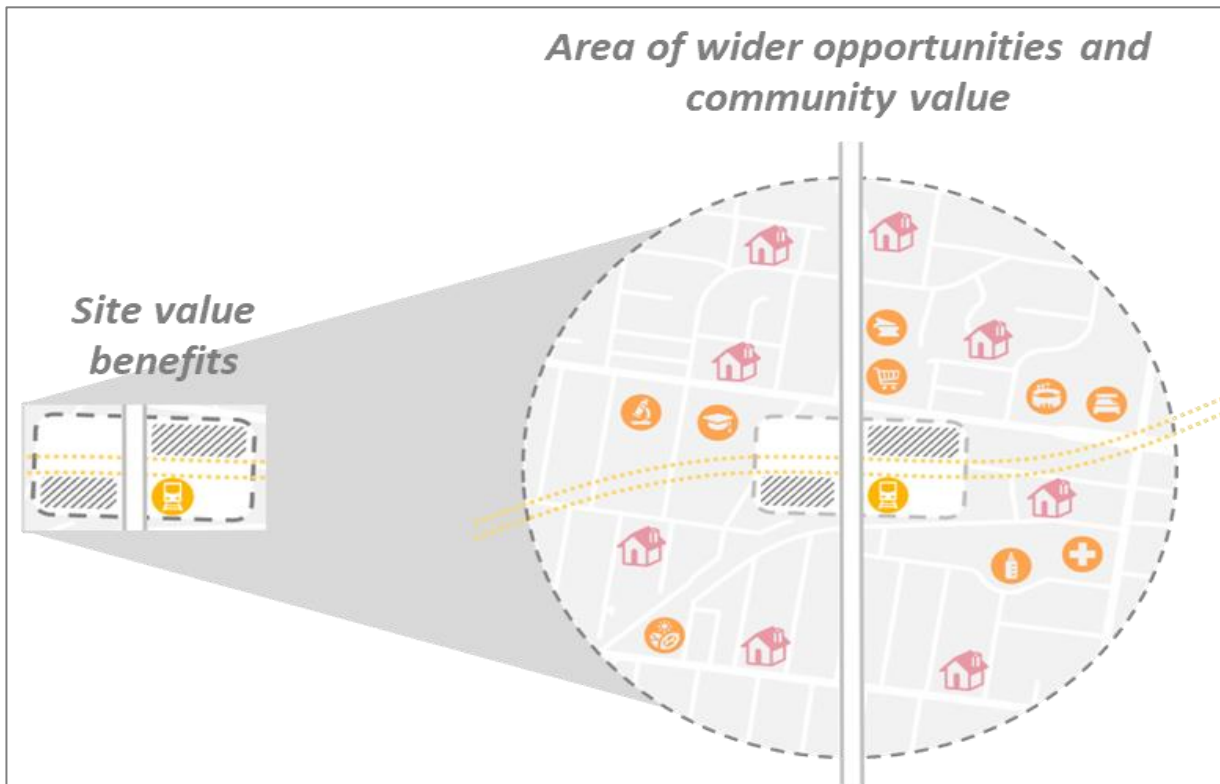 Area of wider opportunities and
community value
Site value
benefits